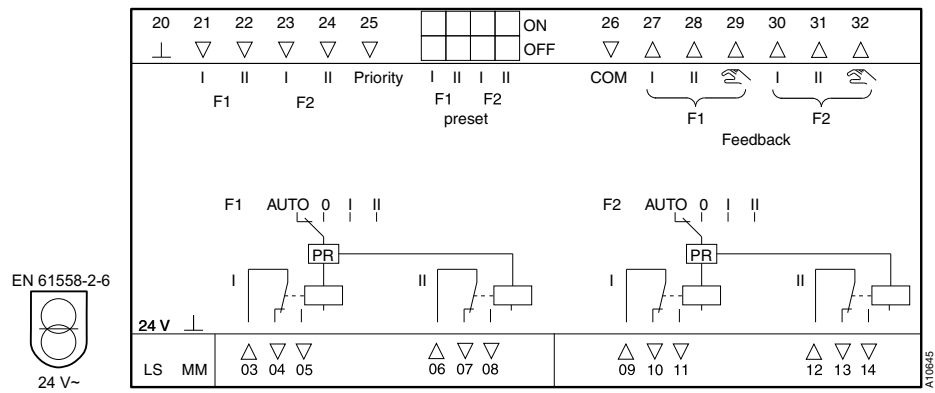 20 21 22 23 24 25 ON 26 27 28 29 30 31 32
OFF
I II I II Priority I II I II COM I II I II
F1 F2 F1 F2 F1 F2
preset
Feedback
F1 AUTO 0 I II F2 AUTO 0 I II
PR PR
EN 61558-2-6
I II I II
24 V
LS MM 03 04 05 06 07 08 09 10 11 12 13 14
24 V~
A10645